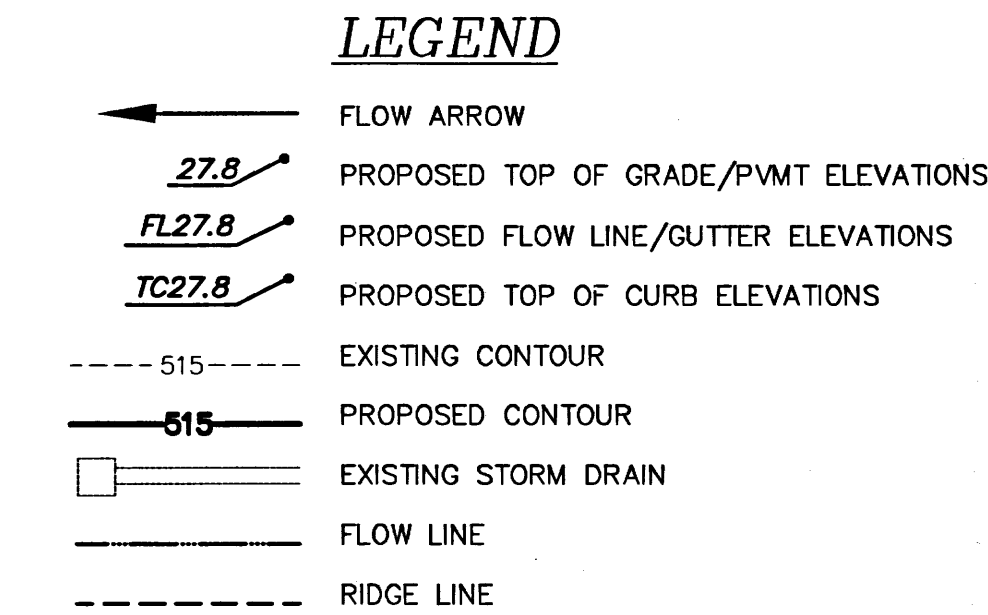 LEGEND
FLOW ARROW
27.8 PROPOSED TOP OF GRADE/PVMT ELEVATIONS
FL27.8 PROPOSED FLOW LINE/GUTTER ELEVATIONS
TC27.8 PROPOSED TOP OF CURB ELEVATIONS
515 EXISTING CONTOUR
515 PROPOSED CONTOUR
EXISTING STORM DRAIN
FLOW LINE
RIDGE LINE